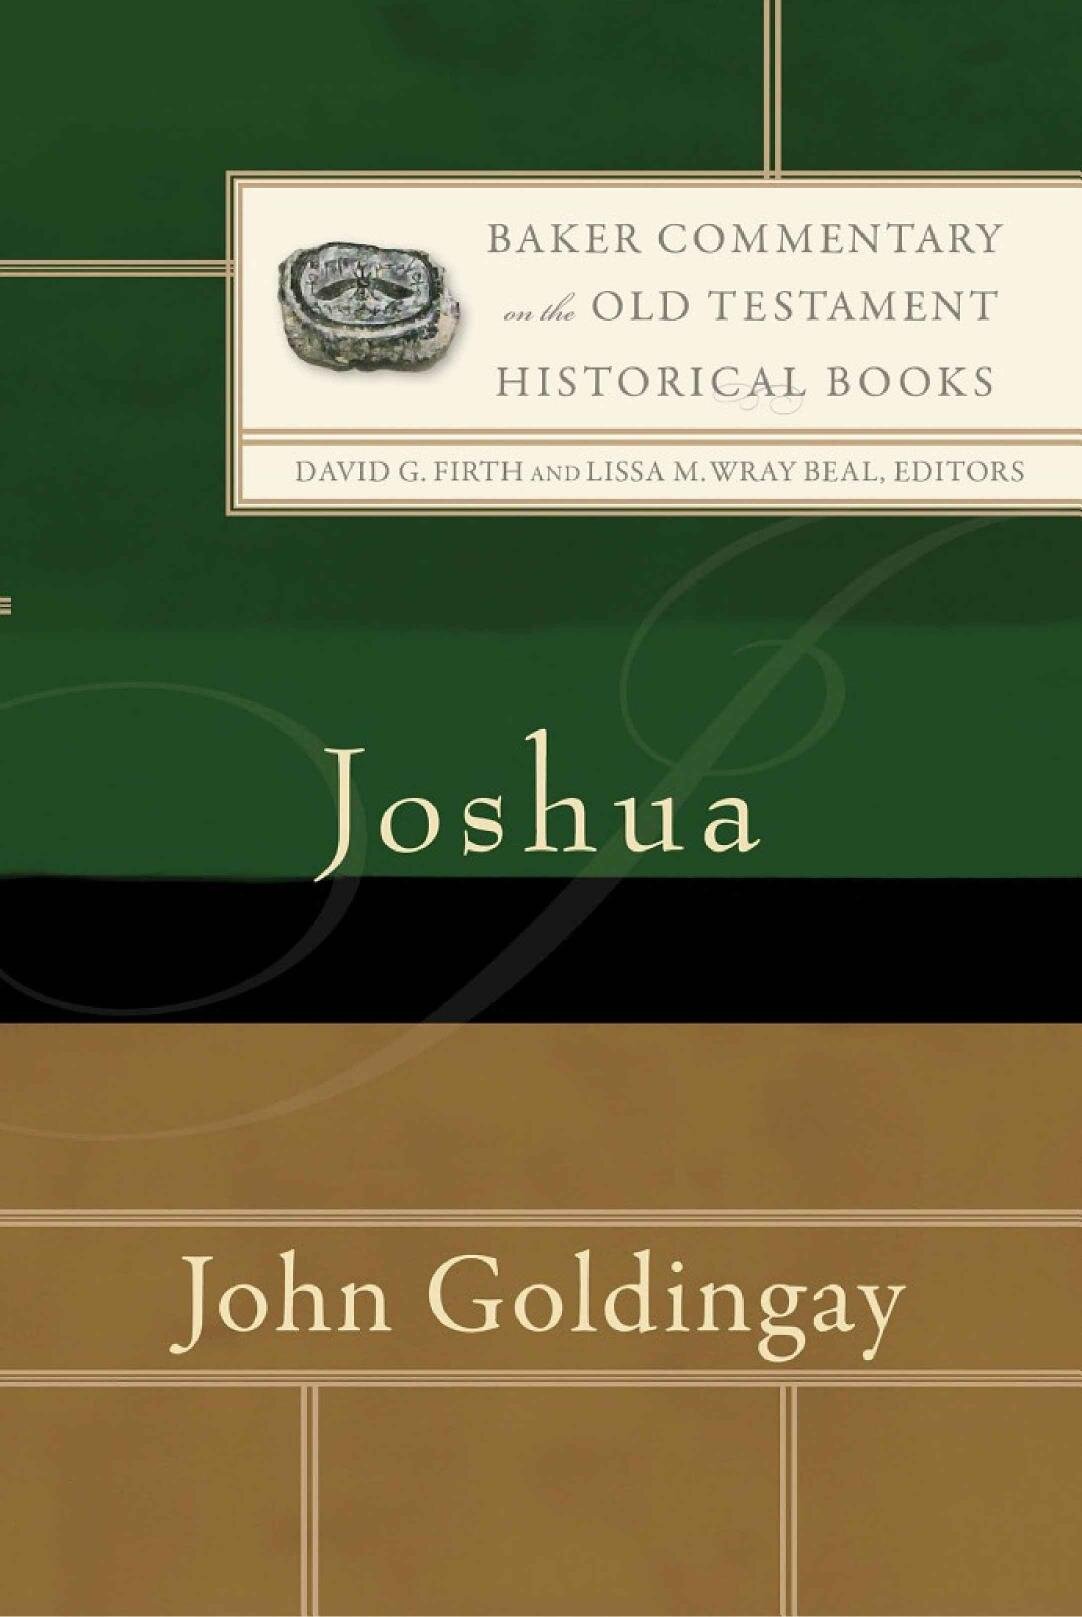 BAKER COMMENTARY
on the OLD TESTAMENT
HISTORICAL BOOKS
DAVID G. FIRTH AND LISSA M. WRAY BEAL, EDITORS
Joshua
John Goldingay